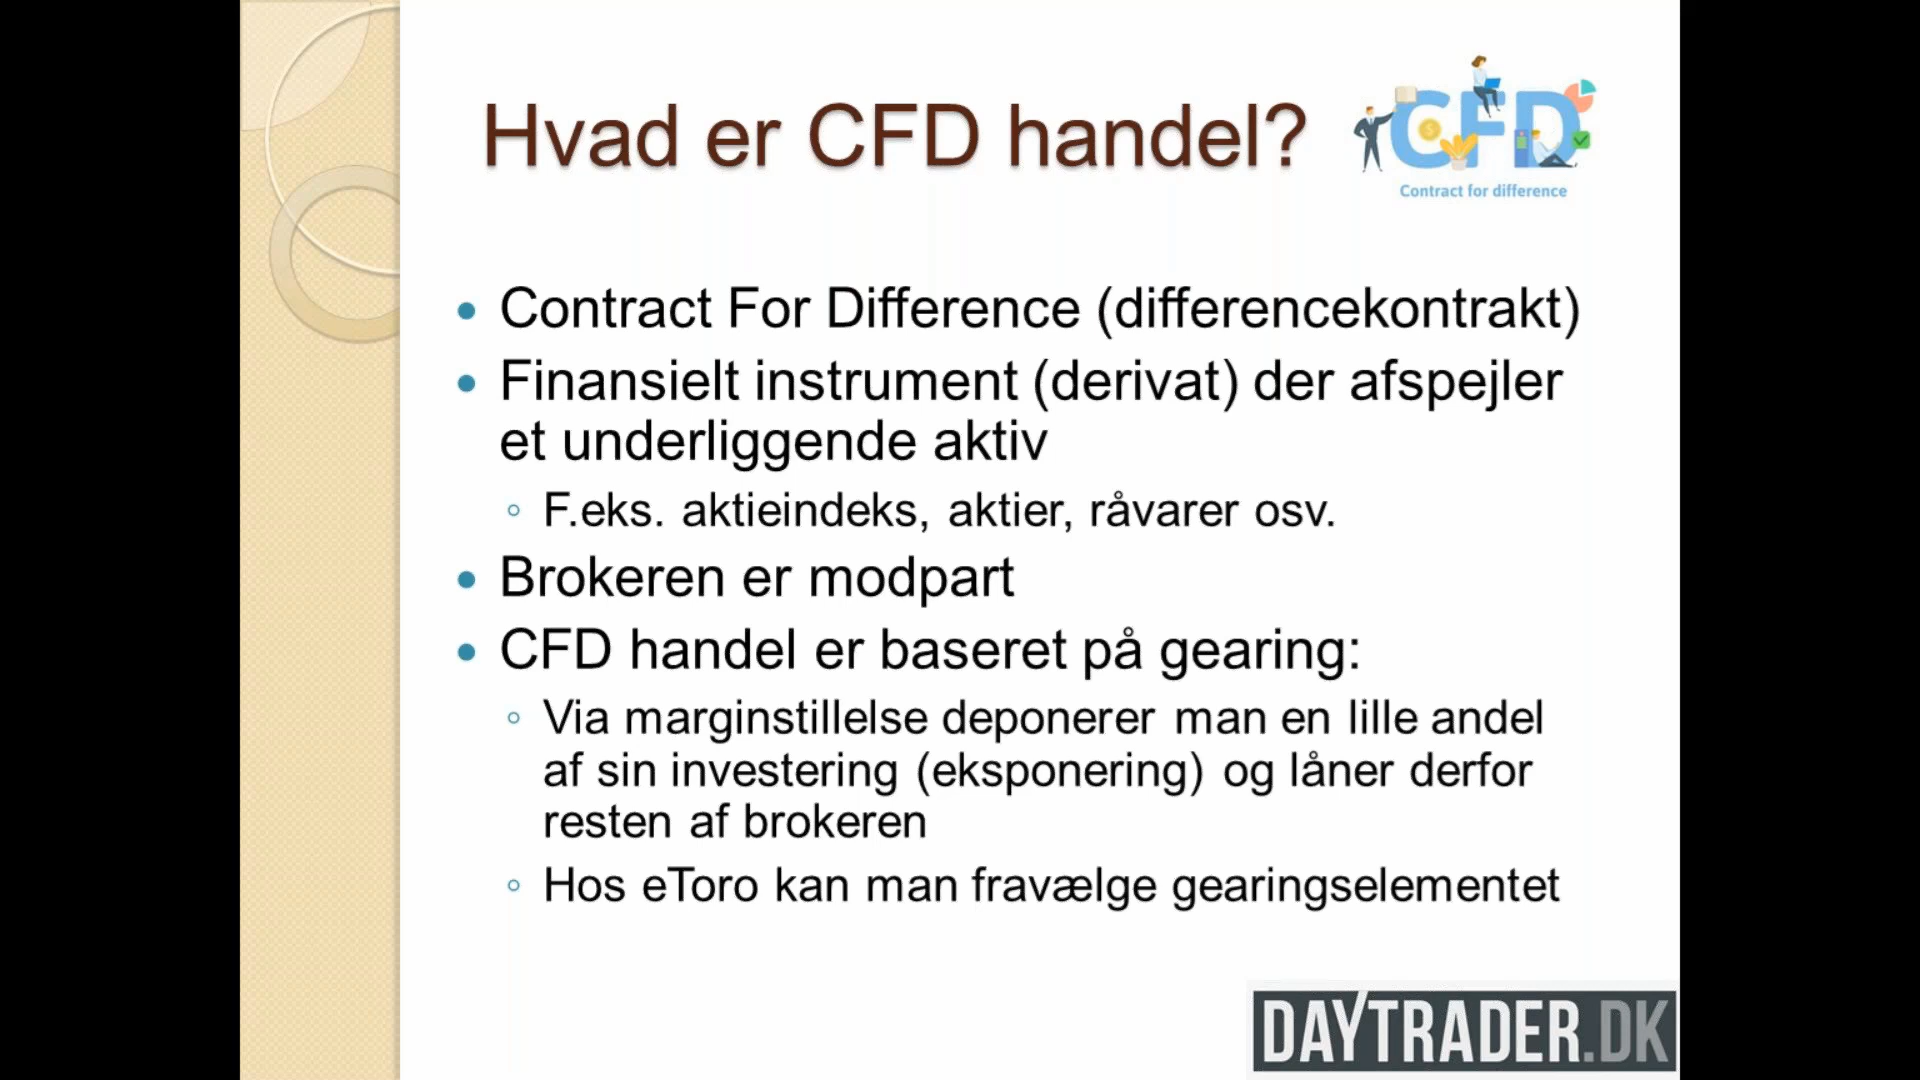 Hvad er CFD handel?
CFD
Contract for difference
Contract For Difference (differencekontrakt)
Finansielt instrument (derivat) der afspejler
et underliggende aktiv
F.eks. aktieindeks, aktier, råvarer osv.
Brokeren er modpart
CFD handel er baseret på gearing:
Via marginstillelse deponerer man en lille andel
af sin investering (eksponering) og låner derfor
resten af brokeren
Hos eToro kan man fravælge gearingselementet
DAYTRADER.DK